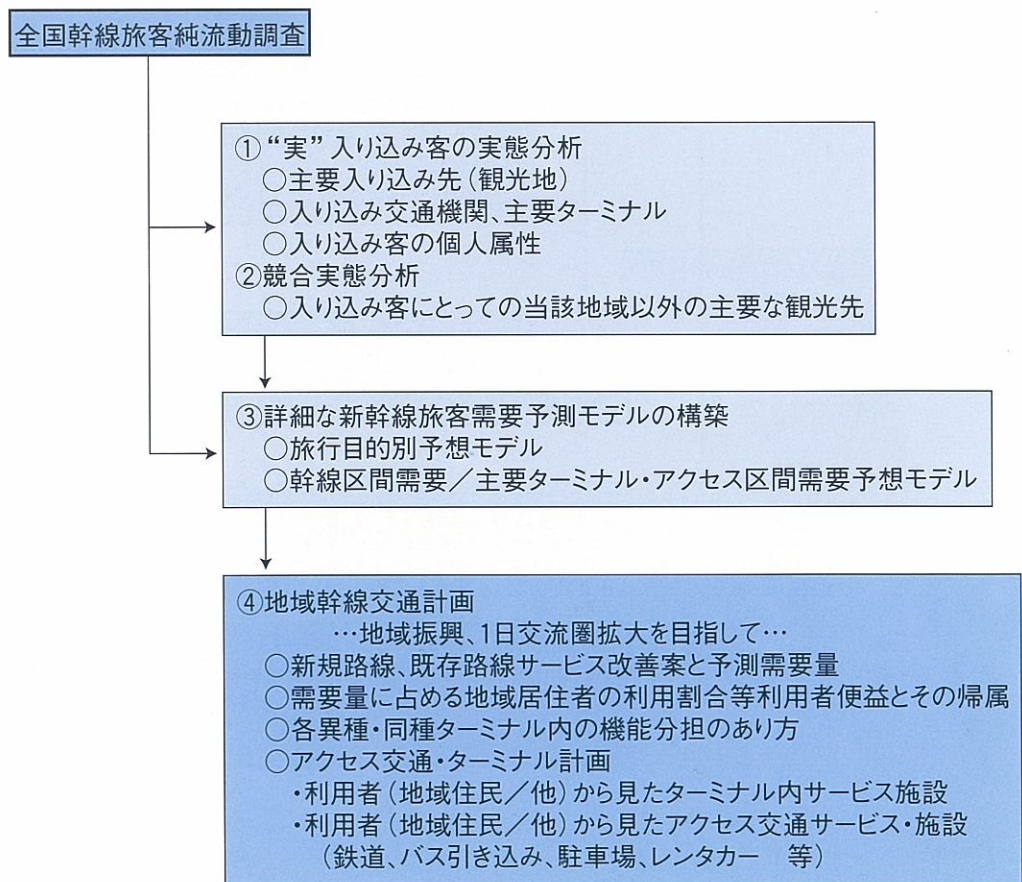 全国幹線旅客純流動調査
①“実”入り込み客の実態分析
○主要入り込み先（観光地）
○入り込み交通機関、主要ターミナル
○入り込み客の個人属性
②競合実態分析
○入り込み客にとっての当該地域以外の主要な観光先
③詳細な新幹線旅客需要予測モデルの構築
○旅行目的別予想モデル
○幹線区間需要／主要ターミナル・アクセス区間需要予想モデル
④地域幹線交通計画
…地域振興、1日交流圏拡大を目指して…
○新規路線、既存路線サービス改善案と予測需要量
○需要量に占める地域居住者の利用割合等利用者便益とその帰属
○各異種・同種ターミナル内の機能分担のあり方
○アクセス交通・ターミナル計画
・利用者（地域住民／他）から見たターミナル内サービス施設
・利用者（地域住民／他）から見たアクセス交通サービス・施設
（鉄道、バス引き込み、駐車場、レンタカー　等）